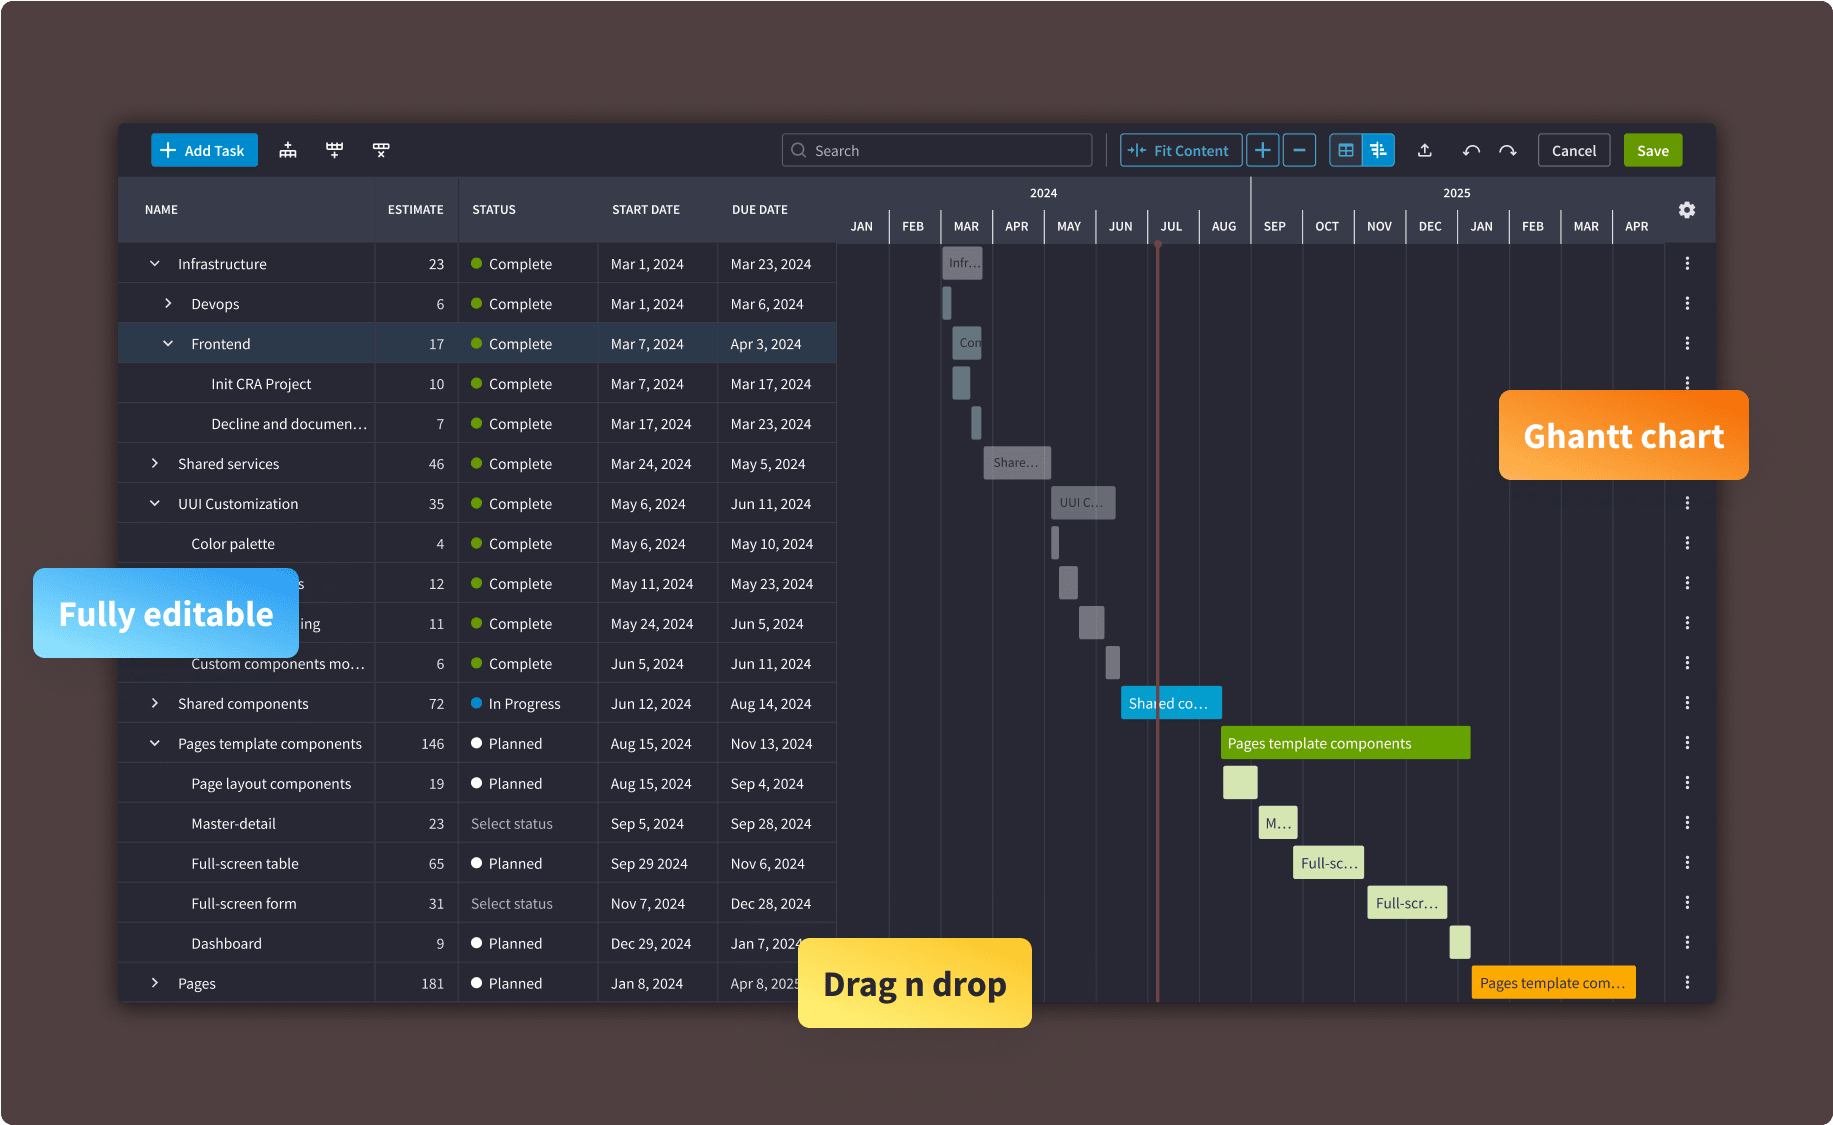 Add Task
Search
Fit Content
Cancel
Save
NAME ESTIMATE STATUS START DATE DUE DATE
2024 2025
JAN FEB MAR APR MAY JUN JUL AUG SEP OCT NOV DEC JAN FEB MAR APR
Infrastructure 23 Complete Mar 1, 2024 Mar 23, 2024 Infr...
Devops 6 Complete Mar 1, 2024 Mar 6, 2024
Frontend 17 Complete Mar 7, 2024 Apr 3, 2024
Init CRA Project 10 Complete Mar 7, 2024 Mar 17, 2024
Decline and documen... 7 Complete Mar 17, 2024 Mar 23, 2024
Ghantt chart
Shared services 46 Complete Mar 24, 2024 May 5, 2024 Share...
UUI Customization 35 Complete May 6, 2024 Jun 11, 2024 UUI C...
Color palette 4 Complete May 6, 2024 May 10, 2024
12 Complete May 11, 2024 May 23, 2024
Fully editable
11 Complete May 24, 2024 Jun 5, 2024
Custom components mo... 6 Complete Jun 5, 2024 Jun 11, 2024
Shared components 72 In Progress Jun 12, 2024 Aug 14, 2024 Shared co...
Pages template components 146 Planned Aug 15, 2024 Nov 13, 2024 Pages template components
Page layout components 19 Planned Aug 15, 2024 Sep 4, 2024
Master-detail 23 Select status Sep 5, 2024 Sep 28, 2024 M...
Full-screen table 65 Planned Sep 29 2024 Nov 6, 2024 Full-sc...
Full-screen form 31 Select status Nov 7, 2024 Dec 28, 2024 Full-scr...
Dashboard 9 Planned Dec 29, 2024 Jan 7, 2024
Pages 181 Planned Jan 8, 2024 Apr 8, 2025 Pages template com...
Drag n drop